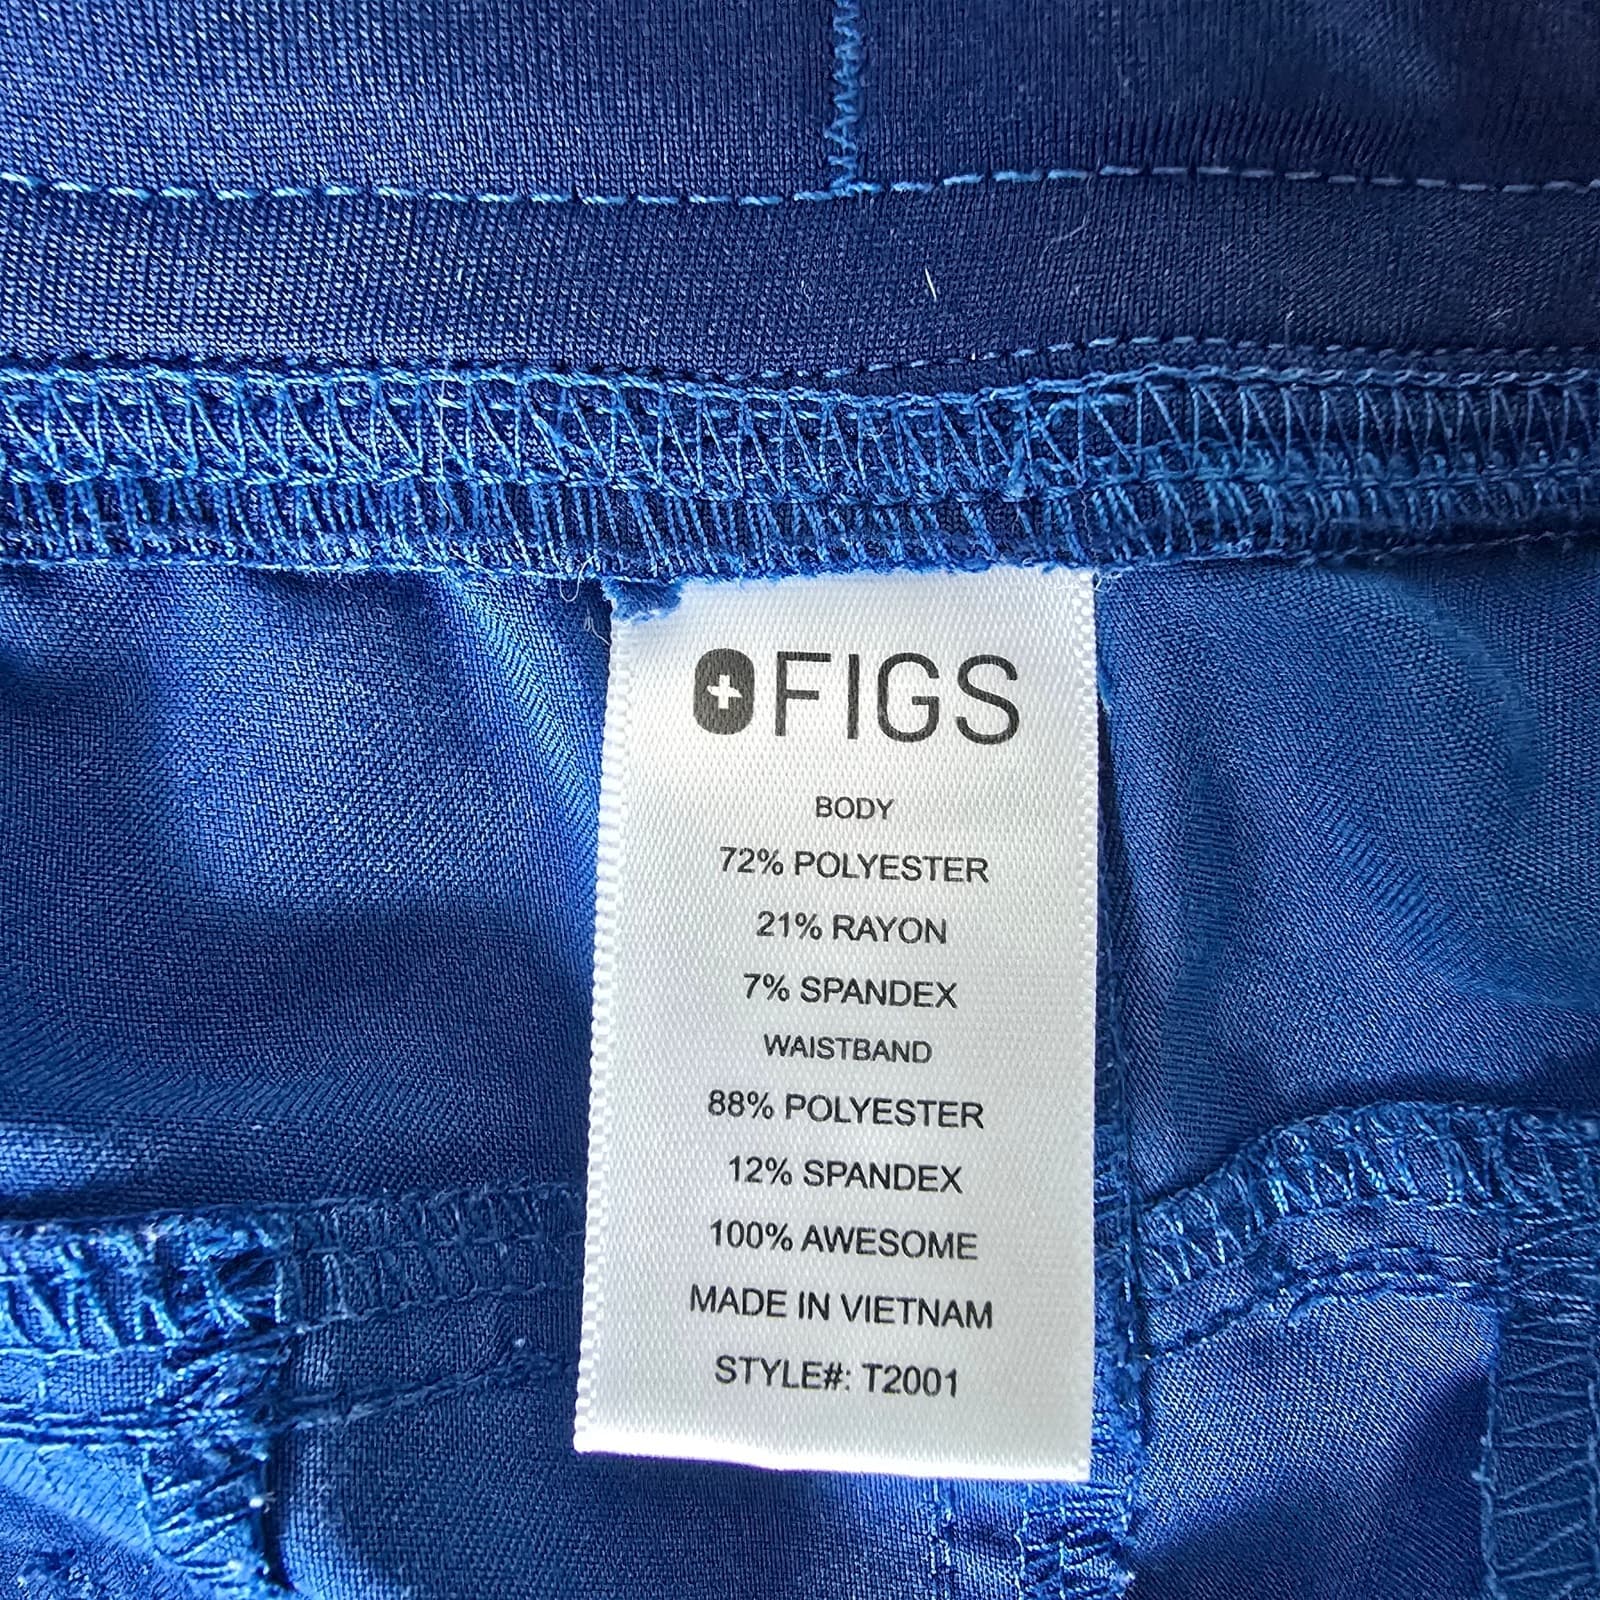 FIGS
BODY
72% POLYESTER
21% RAYON
7% SPANDEX
WAISTBAND
88% POLYESTER
12% SPANDEX
100% AWESOME
MADE IN VIETNAM
STYLE#: T2001